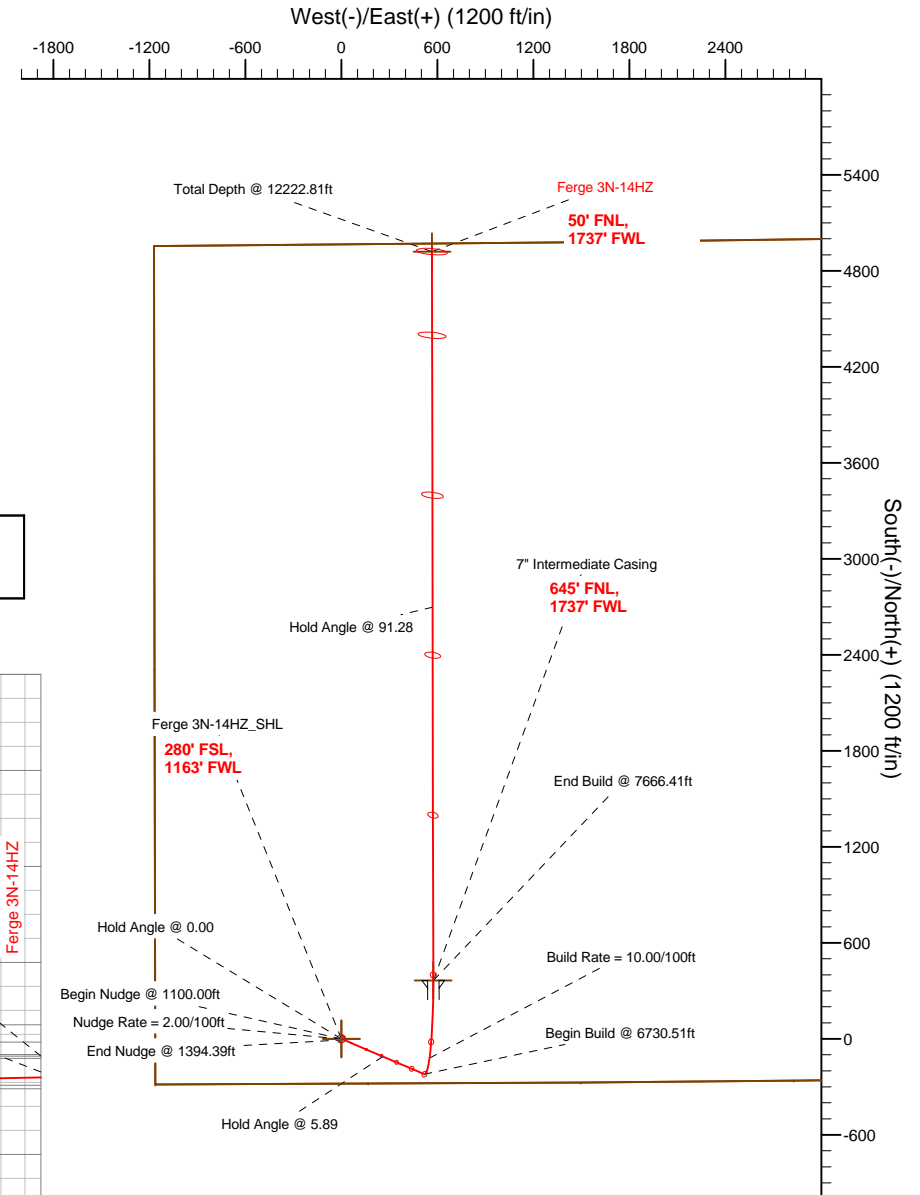 West(-)/East(+) (1200 ft/in)
-1800 -1200 -600 0 600 1200 1800 2400
Total Depth @ 12222.81ft
Ferge 3N-14HZ
50' FNL,
1737' FWL
5400
4800
4200
3600
3000
2400
1800
1200
600
0
-600
South(-)/North(+) (1200 ft/in)
7" Intermediate Casing
645' FNL,
1737' FWL
Hold Angle @ 91.28
Ferge 3N-14HZ_SHL
280' FSL,
1163' FWL
End Build @ 7666.41ft
Ferge 3N-14HZ
Hold Angle @ 0.00
Build Rate = 10.00/100ft
Begin Nudge @ 1100.00ft
Nudge Rate = 2.00/100ft
Begin Build @ 6730.51ft
End Nudge @ 1394.39ft
Hold Angle @ 5.89